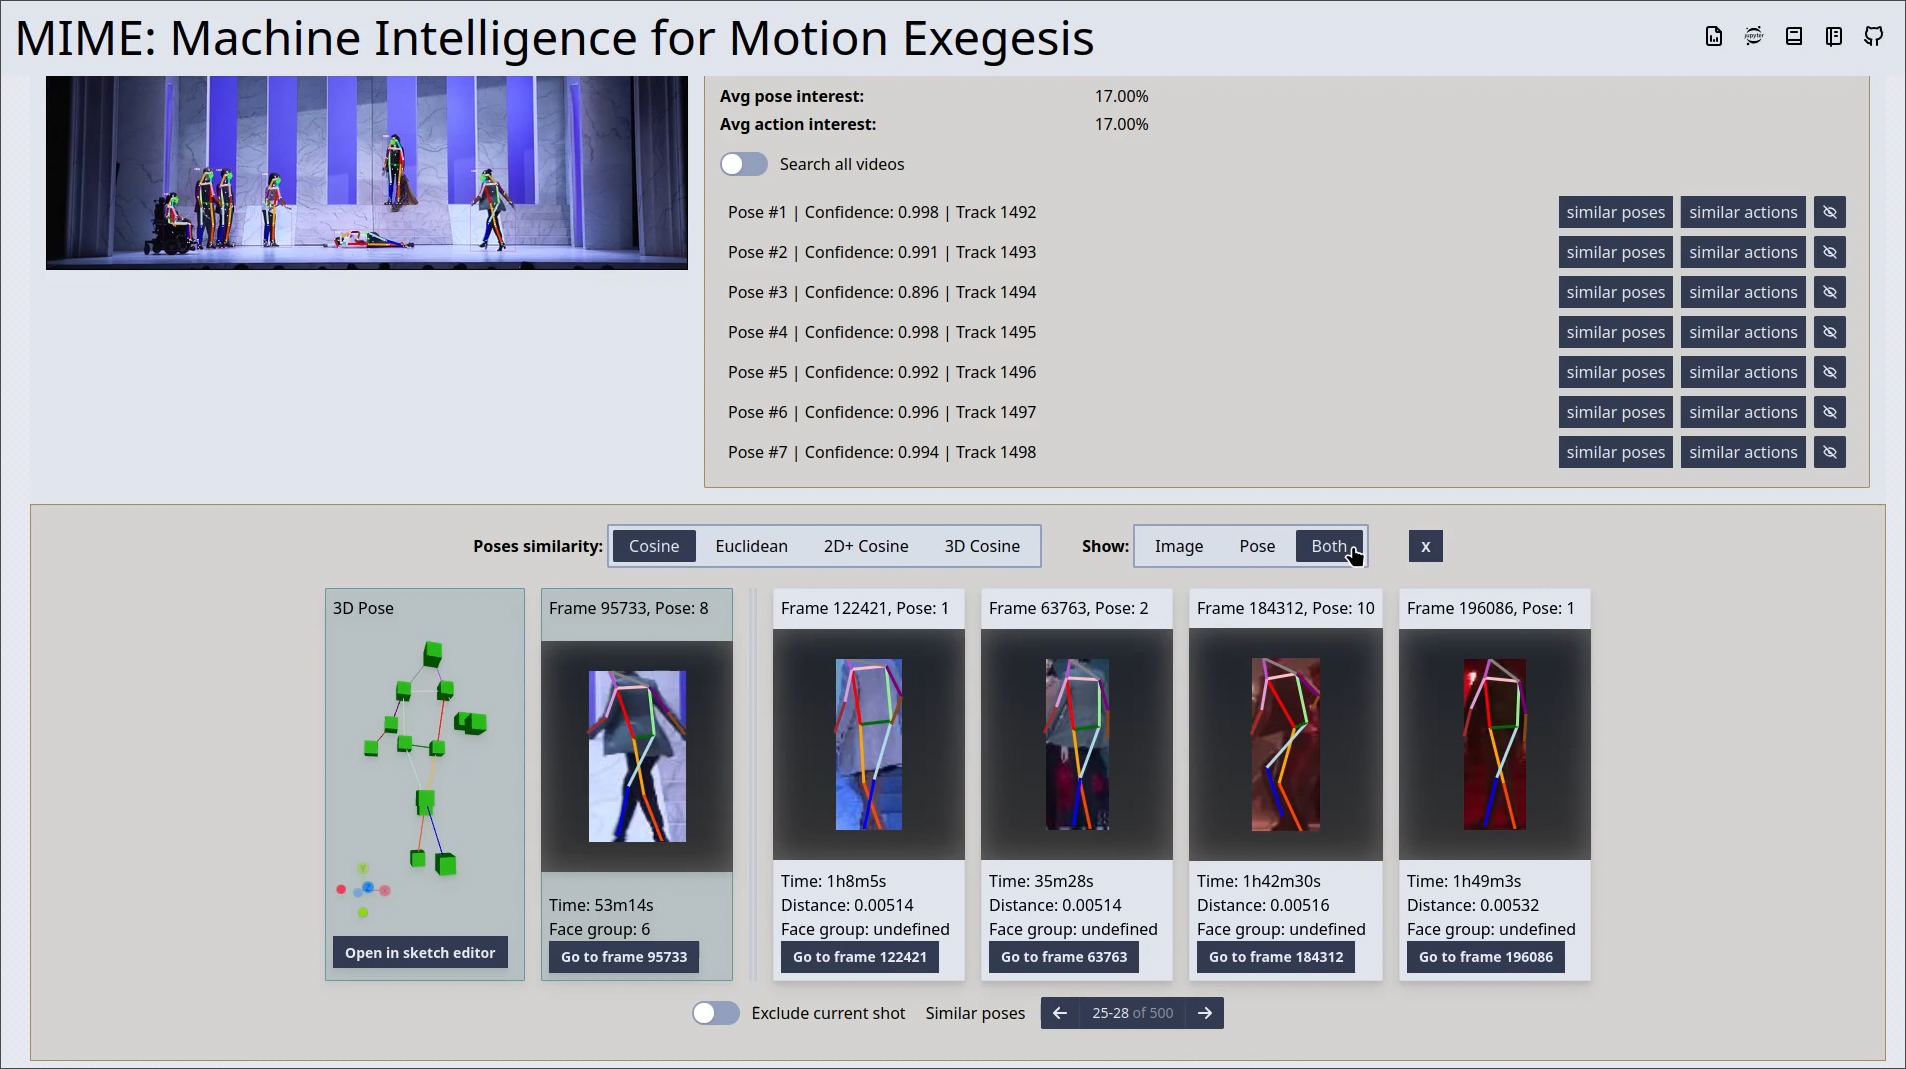 MIME: Machine Intelligence for Motion Exegesis
Avg pose interest: 17.00%
Avg action interest: 17.00%
Search all videos
Pose #1 | Confidence: 0.998 | Track 1492 similar poses similar actions
Pose #2 | Confidence: 0.991 | Track 1493 similar poses similar actions
Pose #3 | Confidence: 0.896 | Track 1494 similar poses similar actions
Pose #4 | Confidence: 0.998 | Track 1495 similar poses similar actions
Pose #5 | Confidence: 0.992 | Track 1496 similar poses similar actions
Pose #6 | Confidence: 0.996 | Track 1497 similar poses similar actions
Pose #7 | Confidence: 0.994 | Track 1498 similar poses similar actions
Poses similarity: Cosine Euclidean 2D+ Cosine 3D Cosine Show: Image Pose Both X
3D Pose
Open in sketch editor
Frame 95733, Pose: 8
Time: 53m14s
Face group: 6
Go to frame 95733
Frame 122421, Pose: 1
Time: 1h8m5s
Distance: 0.00514
Face group: undefined
Go to frame 122421
Frame 63763, Pose: 2
Time: 35m28s
Distance: 0.00514
Face group: undefined
Go to frame 63763
Frame 184312, Pose: 10
Time: 1h42m30s
Distance: 0.00516
Face group: undefined
Go to frame 184312
Frame 196086, Pose: 1
Time: 1h49m3s
Distance: 0.00532
Face group: undefined
Go to frame 196086
Exclude current shot Similar poses 25-28 of 500